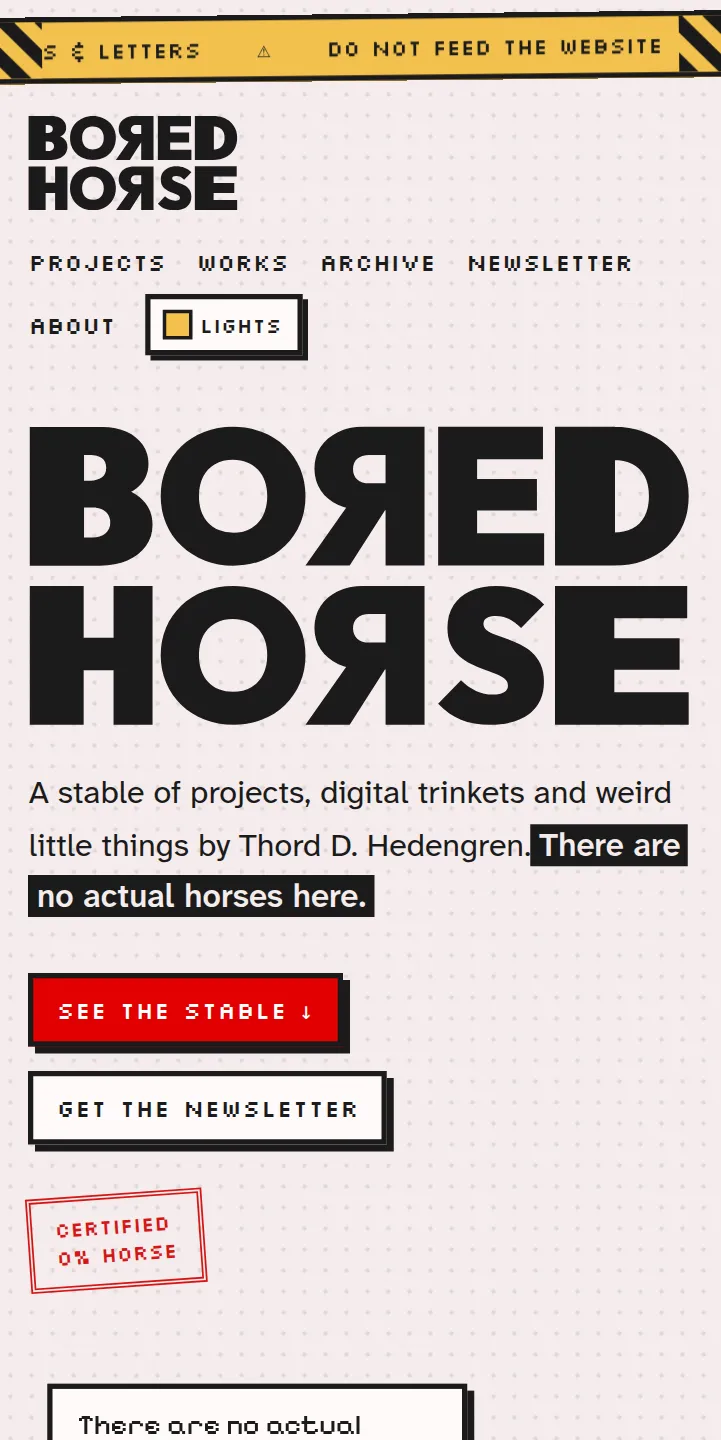 S & LETTERS ⚠ DO NOT FEED THE WEBSITE
BOЯED
HOЯSE
PROJECTS WORKS ARCHIVE NEWSLETTER
ABOUT LIGHTS
BOЯED
HOЯSE
A stable of projects, digital trinkets and weird
little things by Thord D. Hedengren. There are
no actual horses here.
SEE THE STABLE ↓
GET THE NEWSLETTER
CERTIFIED
0% HORSE
There are no actual